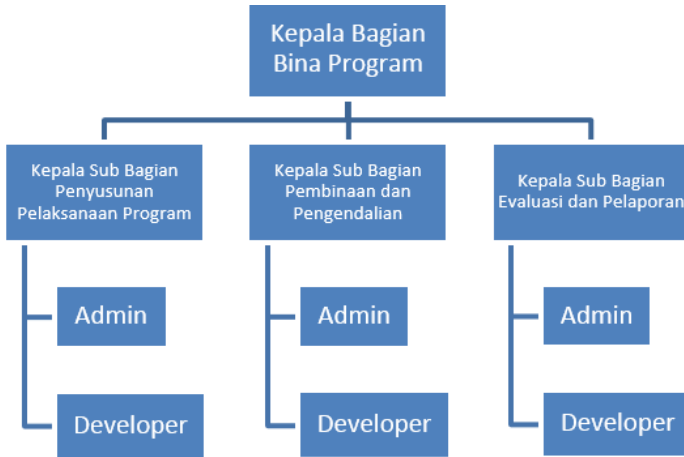 Kepala Bagian
Bina Program
Kepala Sub Bagian
Penyusunan
Pelaksanaan Program
Kepala Sub Bagian
Pembinaan dan
Pengendalian
Kepala Sub Bagian
Evaluasi dan Pelaporan
Admin
Admin
Admin
Developer
Developer
Developer